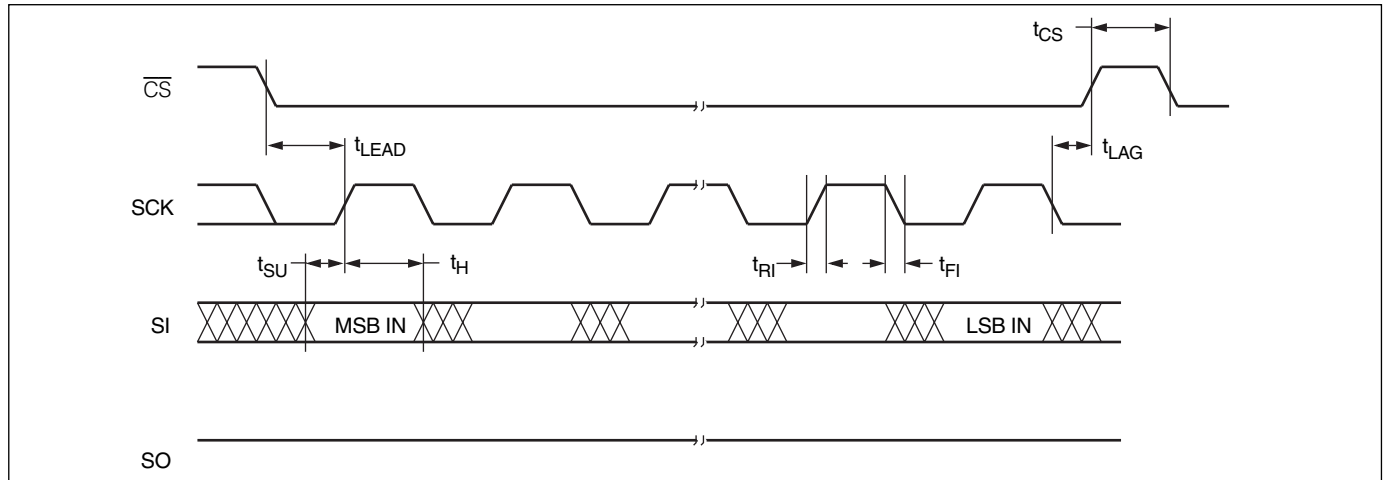 tCS
CS
tLEAD
tLAG
SCK
tSU
tH
tRI
tFI
SI
MSB IN
LSB IN
SO